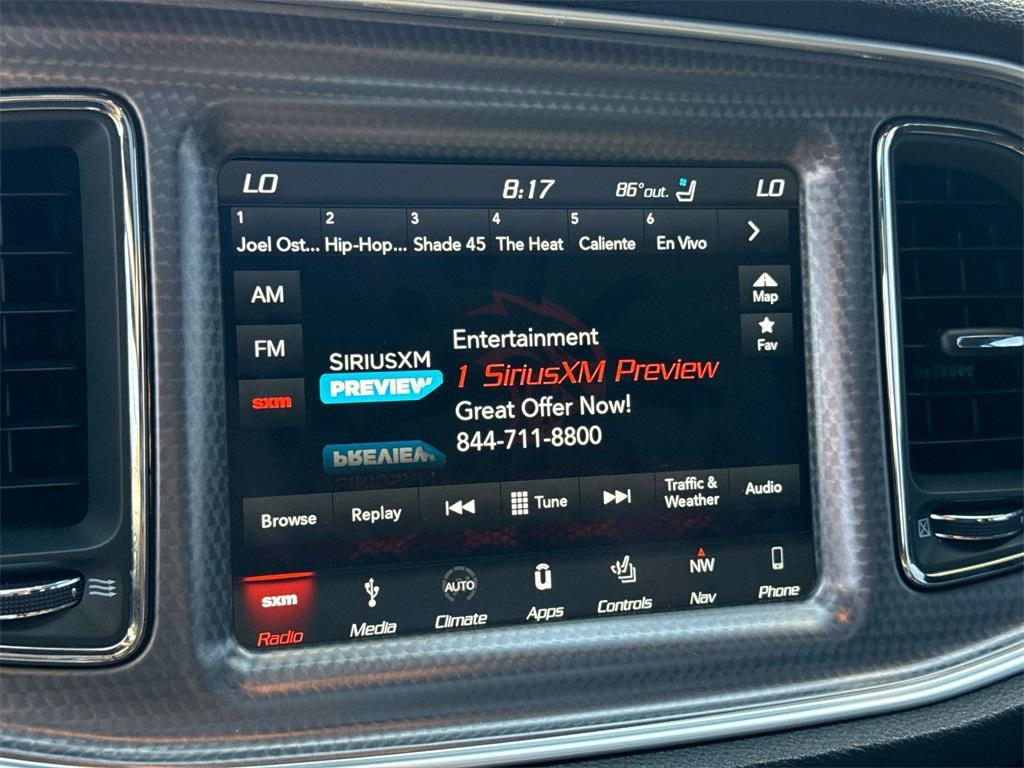 LO 8:17 86°out. LO
1 2 3 4 5 6
Joel Ost... Hip-Hop... Shade 45 The Heat Caliente En Vivo
AM
Map
FM
Fav
sxm
SIRIUSXM
PREVIEW
Entertainment
1 SiriusXM Preview
Great Offer Now!
844-711-8800
Browse Replay Tune Traffic & Weather Audio
sxm AUTO NW
Radio Media Climate Apps Controls Nav Phone